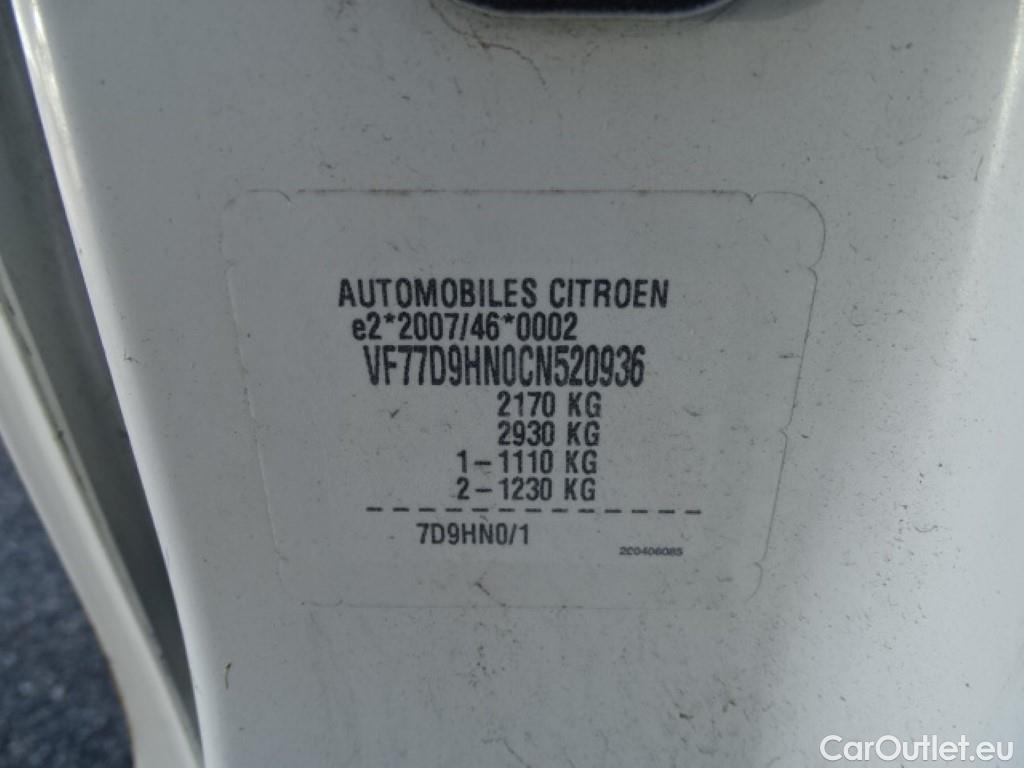 AUTOMOBILES CITROEN
e2*2007/46*0002
VF77D9HN0CN520936
2170 KG
2930 KG
1-1110 KG
2-1230 KG
7D9HN0/1
CarOutlet.eu